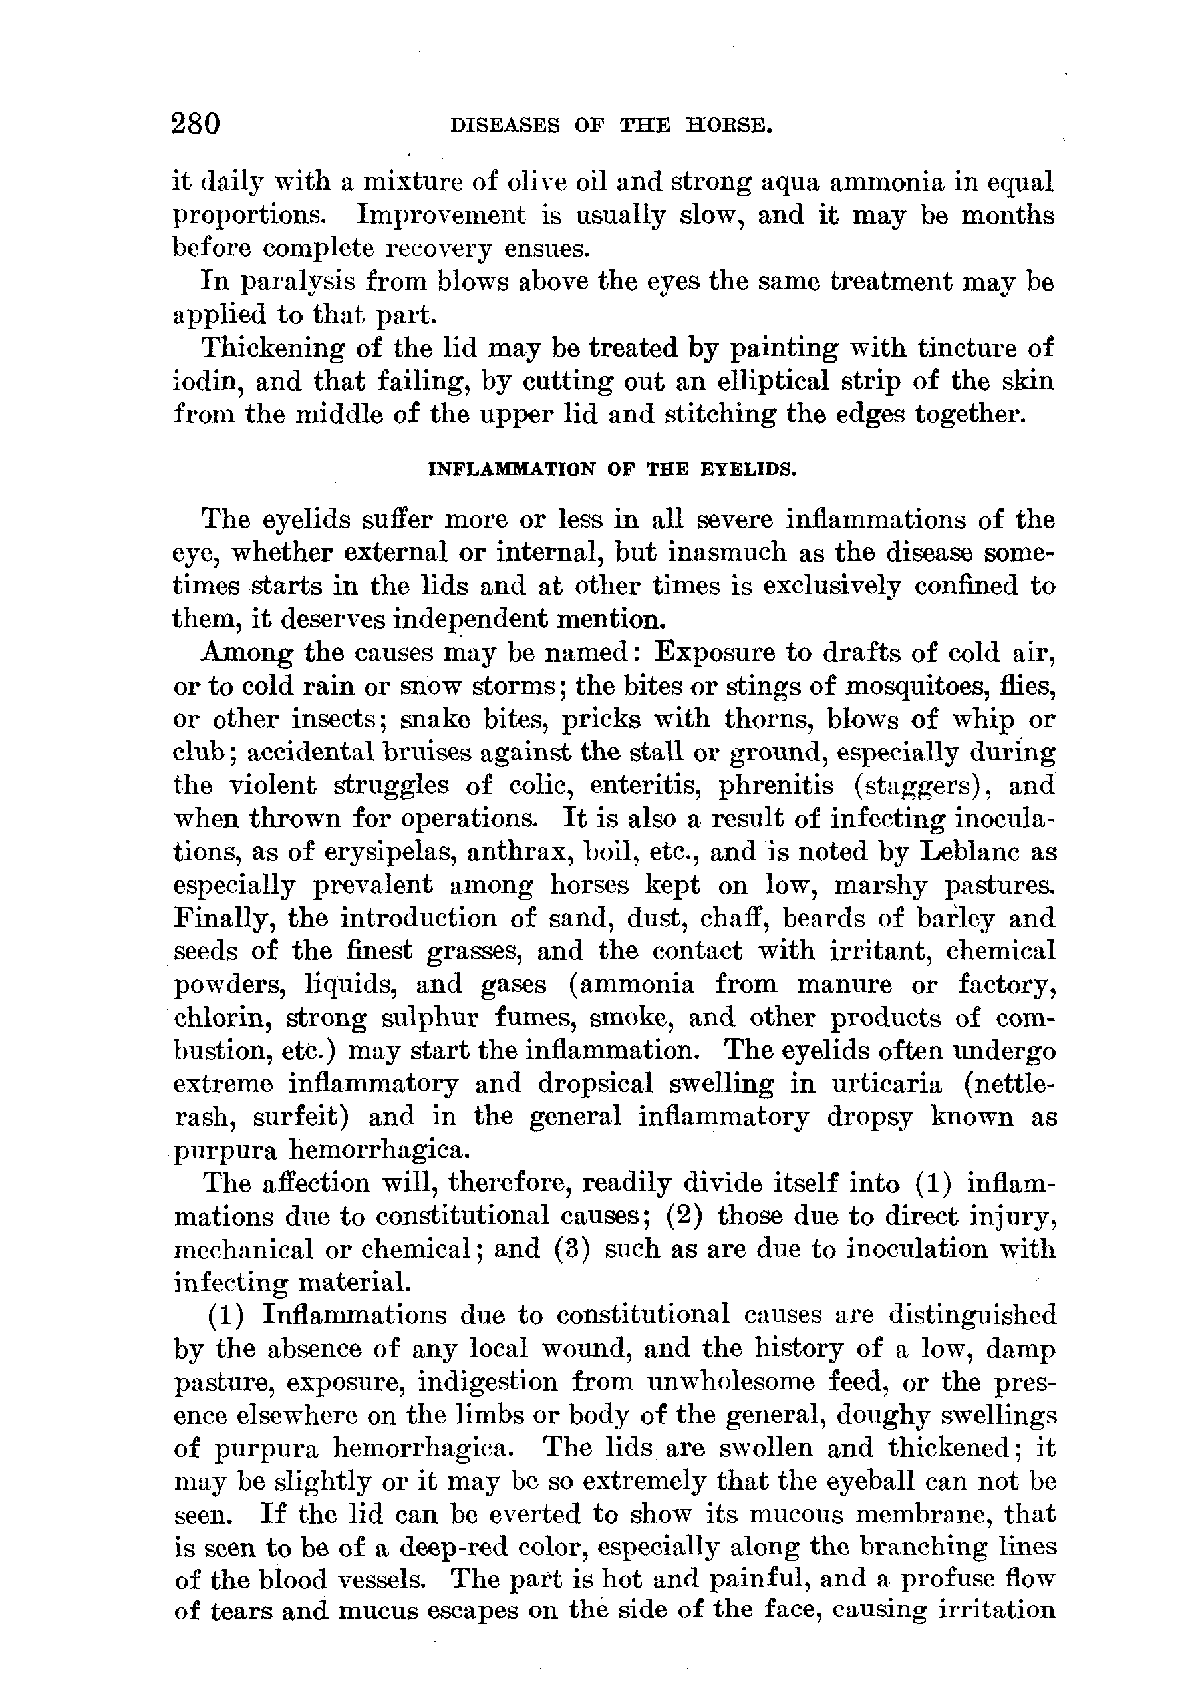 280 DISEASES OF THE HORSE.
it daily with a mixture of olive oil and strong aqua ammonia in equal
proportions. Improvement is usually slow, and it may be months
before complete recovery ensues.
In paralysis from blows above the eyes the same treatment may be
applied to that part.
Thickening of the lid may be treated by painting with tincture of
iodin, and that failing, by cutting out an elliptical strip of the skin
from the middle of the upper lid and stitching the edges together.
INFLAMMATION OF THE EYELIDS.
The eyelids suffer more or less in all severe inflammations of the
eye, whether external or internal, but inasmuch as the disease some-
times starts in the lids and at other times is exclusively confined to
them, it deserves independent mention.
Among the causes may be named: Exposure to drafts of cold air,
or to cold rain or snow storms; the bites or stings of mosquitoes, flies,
or other insects; snake bites, pricks with thorns, blows of whip or
club; accidental bruises against the stall or ground, especially during
the violent struggles of colic, enteritis, phrenitis (staggers), and
when thrown for operations. It is also a result of infecting inocula-
tions, as of erysipelas, anthrax, boil, etc., and is noted by Leblanc as
especially prevalent among horses kept on low, marshy pastures.
Finally, the introduction of sand, dust, chaff, beards of barley and
seeds of the finest grasses, and the contact with irritant, chemical
powders, liquids, and gases (ammonia from manure or factory,
chlorin, strong sulphur fumes, smoke, and other products of com-
bustion, etc.) may start the inflammation. The eyelids often undergo
extreme inflammatory and dropsical swelling in urticaria (nettle-
rash, surfeit) and in the general inflammatory dropsy known as
purpura hemorrhagica.
The affection will, therefore, readily divide itself into (1) inflam-
mations due to constitutional causes; (2) those due to direct injury,
mechanical or chemical; and (3) such as are due to inoculation with
infecting material.
(1) Inflammations due to constitutional causes are distinguished
by the absence of any local wound, and the history of a low, damp
pasture, exposure, indigestion from unwholesome feed, or the pres-
ence elsewhere on the limbs or body of the general, doughy swellings
of purpura hemorrhagica. The lids are swollen and thickened; it
may be slightly or it may be so extremely that the eyeball can not be
seen. If the lid can be everted to show its mucous membrane, that
is seen to be of a deep-red color, especially along the branching lines
of the blood vessels. The part is hot and painful, and a profuse flow
of tears and mucus escapes on the side of the face, causing irritation